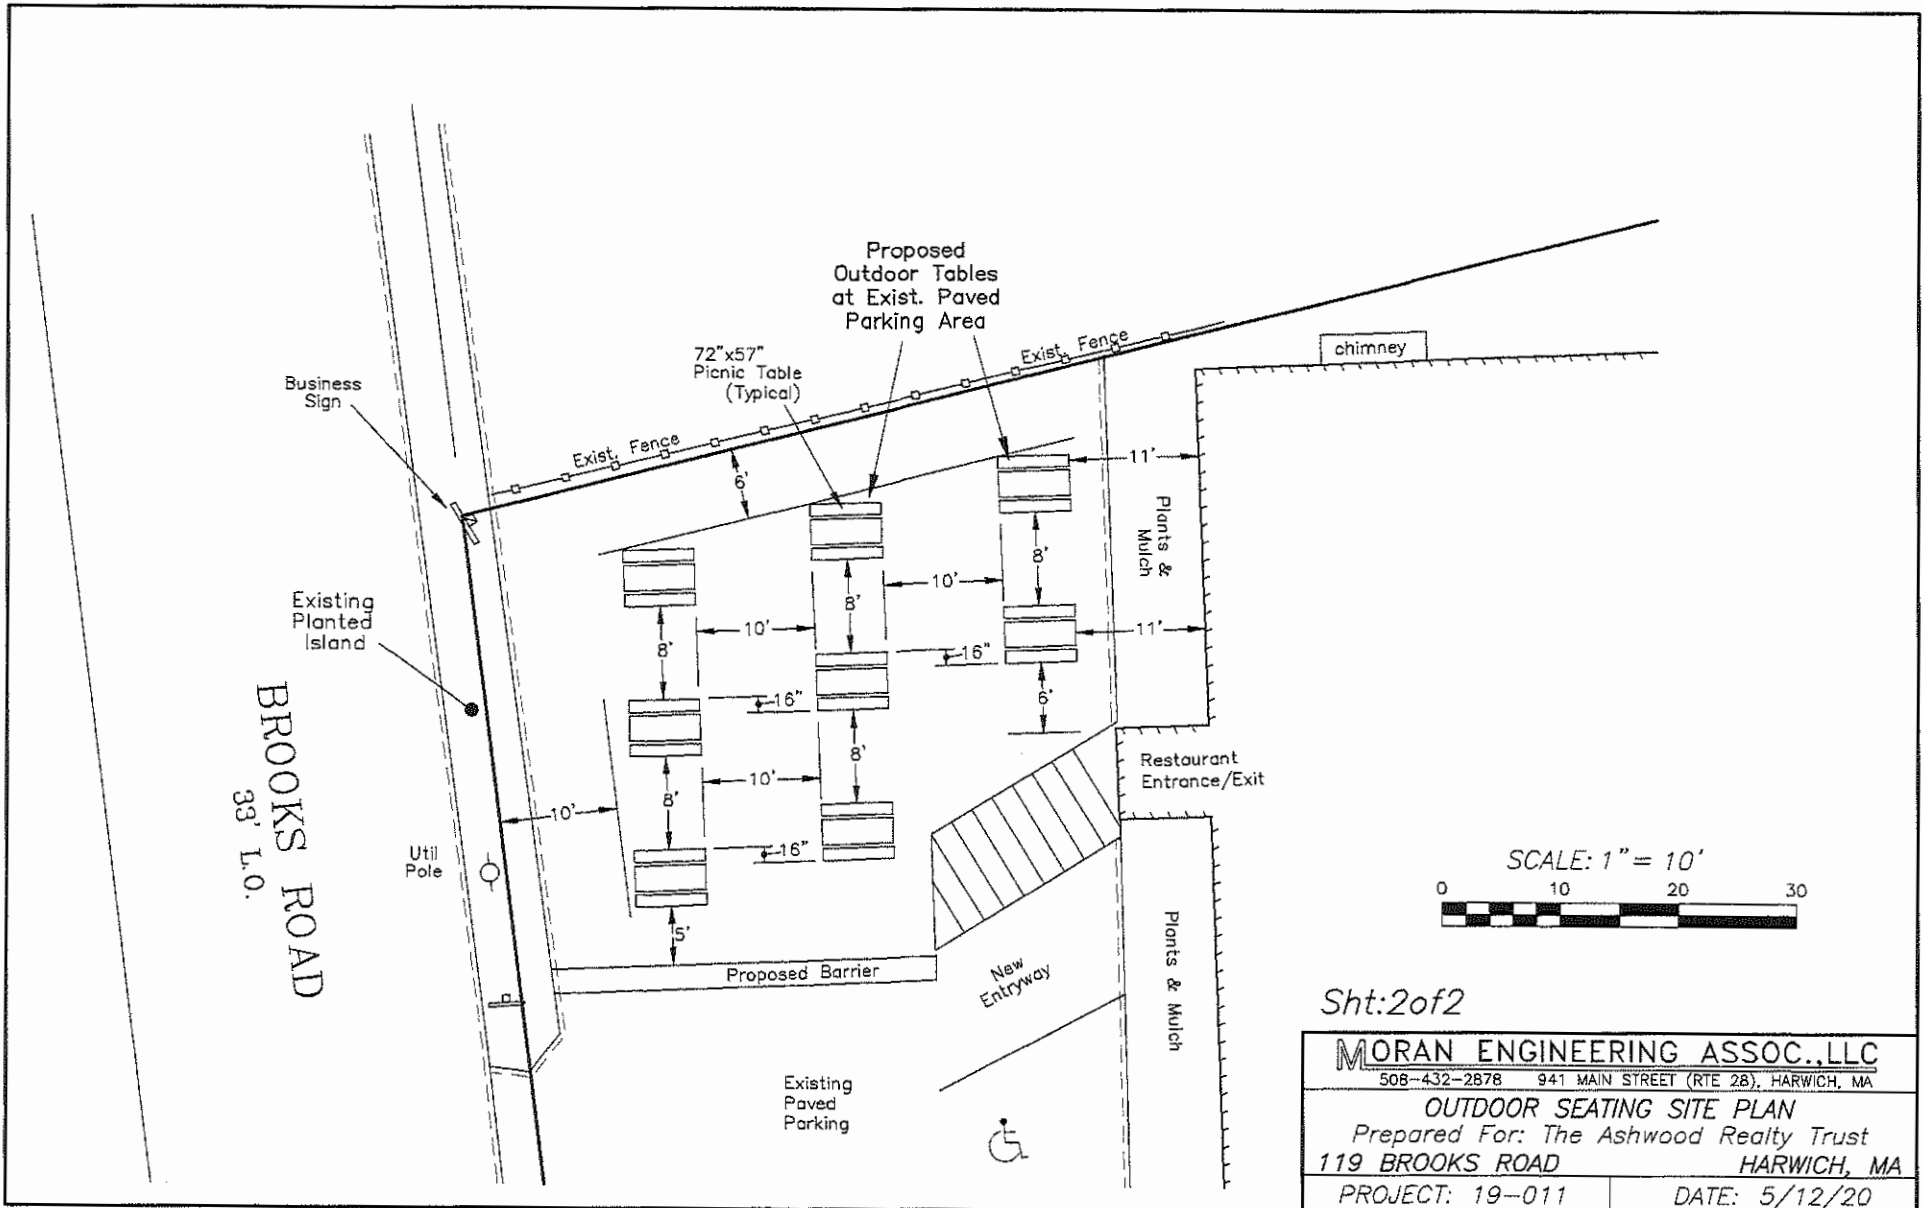 Proposed
Outdoor Tables
at Exist. Paved
Parking Area
72"x57"
Picnic Table
(Typical)
Business
Sign
Exist. Fence
Exist. Fence
chimney
6'
11'
Plants &
Mulch
8'
10'
8'
11'
10'
8'
16"
6'
16"
8'
10'
8'
10'
16"
5'
Existing
Planted
Island
BROOKS ROAD
33' L.O.
Util
Pole
Restaurant
Entrance/Exit
Proposed Barrier
New
Entryway
Plants & Mulch
Existing
Paved
Parking
SCALE: 1"= 10'
0 10 20 30
Sht:2of2
MORAN ENGINEERING ASSOC.,LLC
508-432-2878 941 MAIN STREET (RTE 28), HARWICH, MA
OUTDOOR SEATING SITE PLAN
Prepared For: The Ashwood Realty Trust
119 BROOKS ROAD HARWICH, MA
PROJECT: 19-011 DATE: 5/12/20